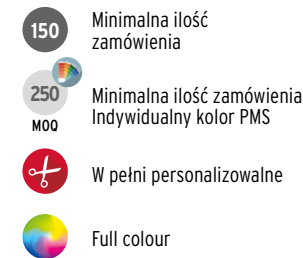 150
Minimalna ilość
zamówienia
250
MOQ
Minimalna ilość zamówienia
Indywidualny kolor PMS
W pełni personalizowalne
Full colour